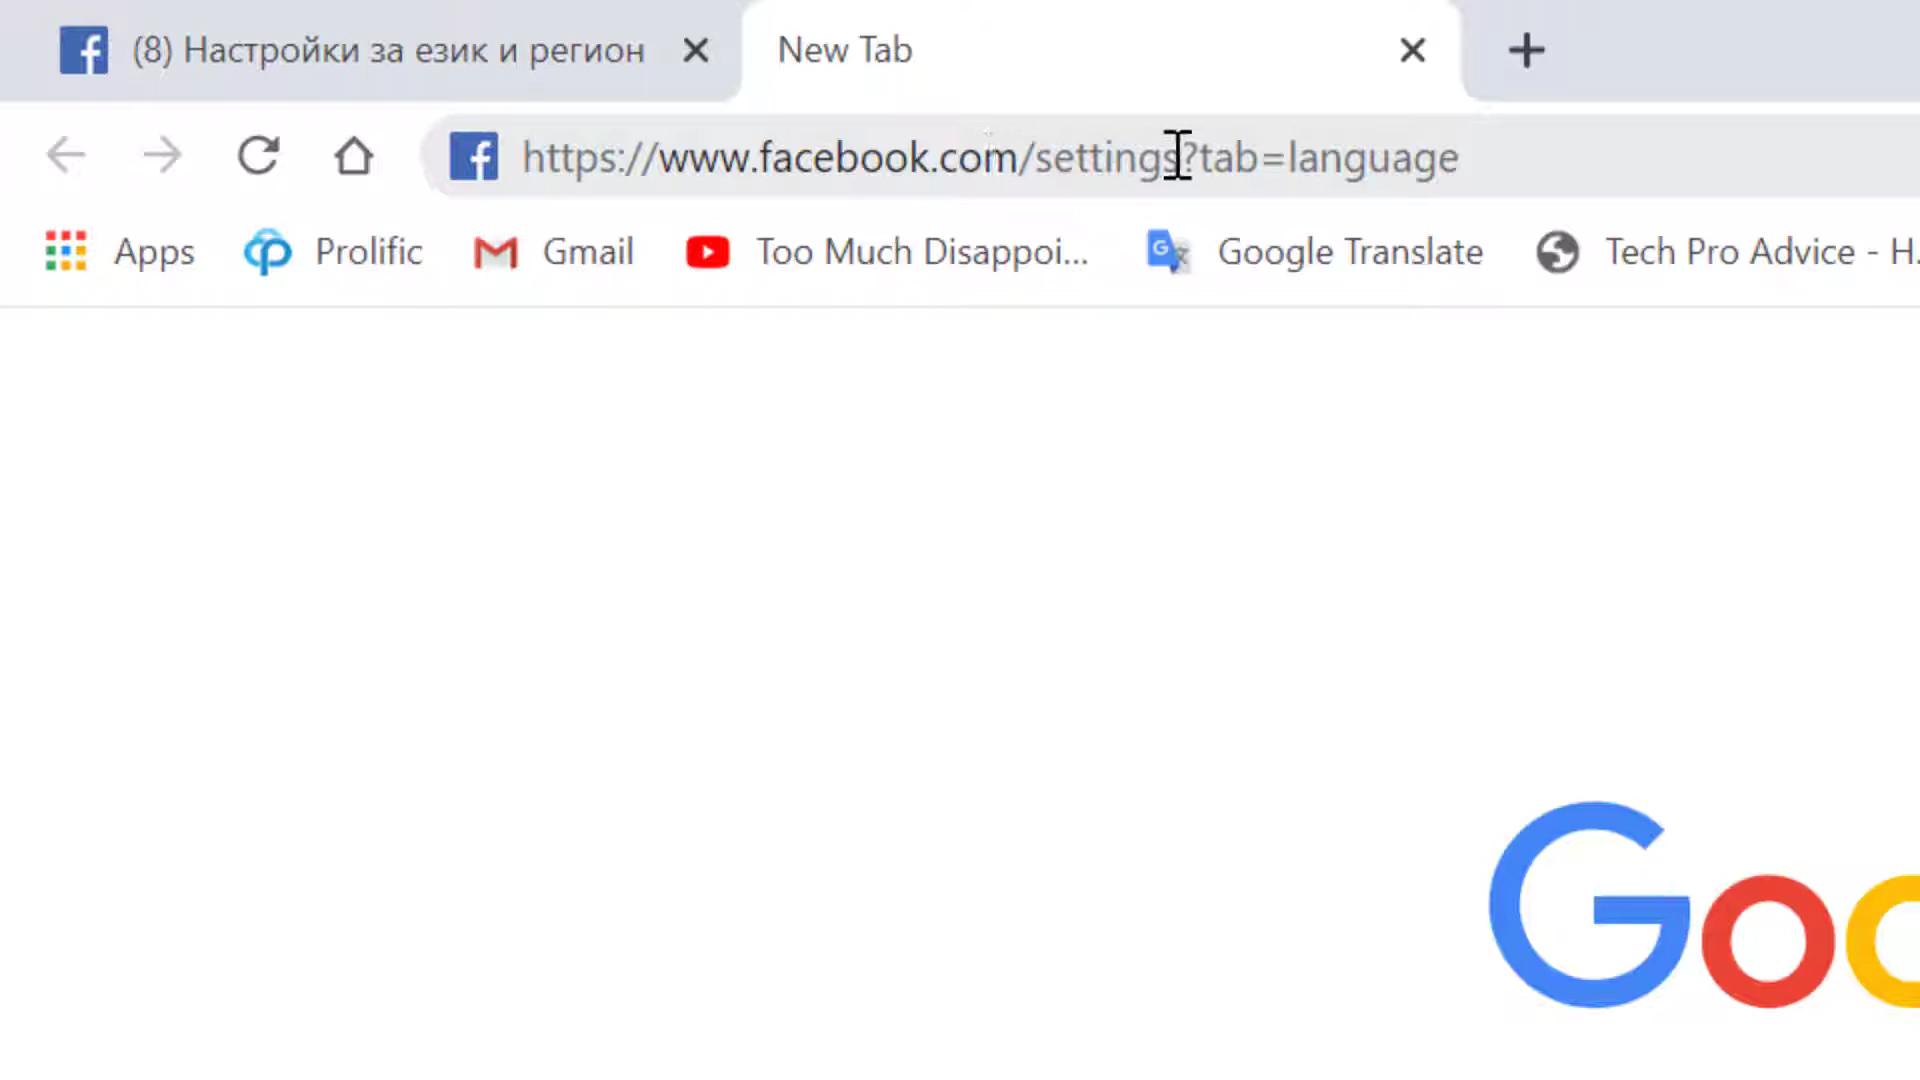 (8) Настройки за език и регион
New Tab
https://www.facebook.com/settings?tab=language
Apps
Prolific
Gmail
Too Much Disappoi...
Google Translate
Tech Pro Advice - H.
Goo